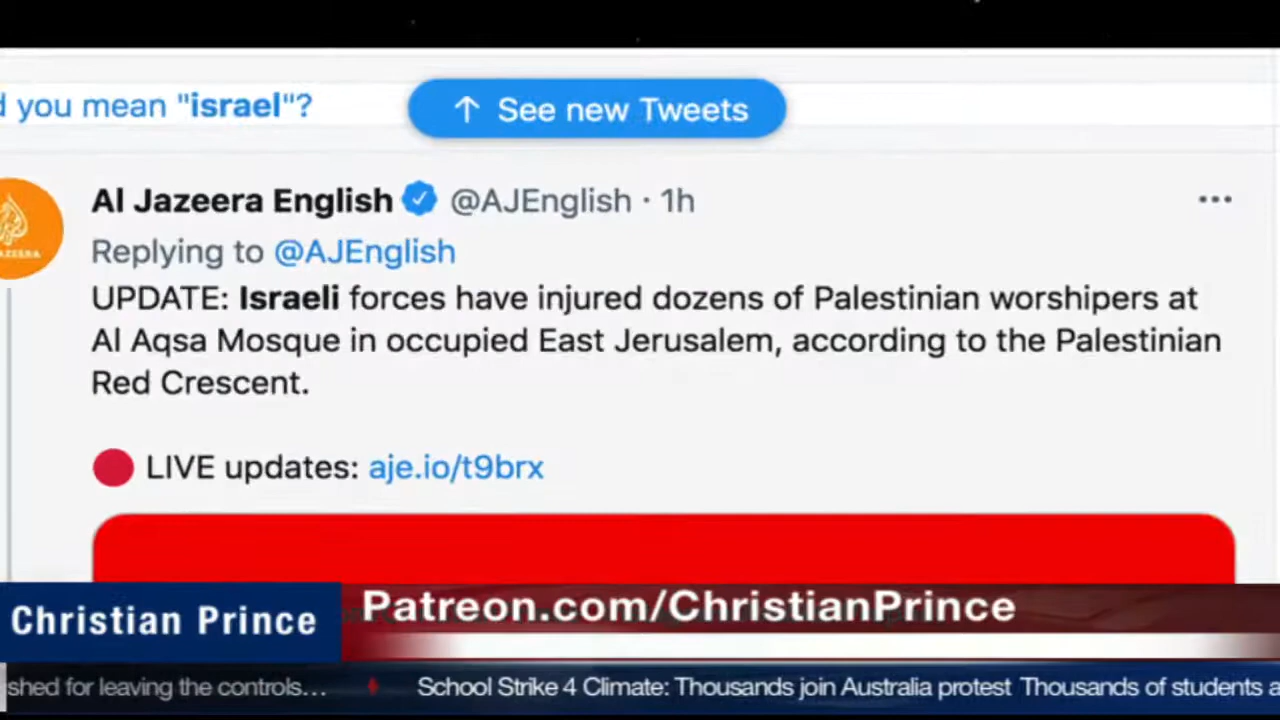 d you mean "israel"?
↑ See new Tweets
Al Jazeera English @AJEnglish · 1h
Replying to @AJEnglish
UPDATE: Israeli forces have injured dozens of Palestinian worshipers at
Al Aqsa Mosque in occupied East Jerusalem, according to the Palestinian
Red Crescent.
LIVE updates: aje.io/t9brx
Christian Prince
Patreon.com/ChristianPrince
shed for leaving the controls...
School Strike 4 Climate: Thousands join Australia protest Thousands of students a